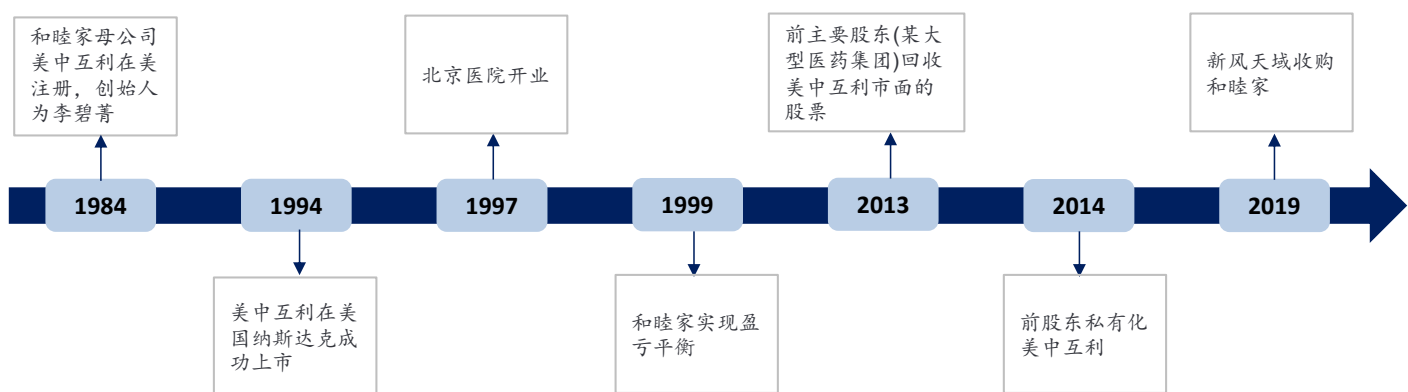 和睦家母公司
美中互利在美
注册，创始人
为李碧菁
北京医院开业
前主要股东(某大
型医药集团)回收
美中互利市面的
股票
新风天域收购
和睦家
1984
1994
1997
1999
2013
2014
2019
美中互利在美
国纳斯达克成
功上市
和睦家实现盈
亏平衡
前股东私有化
美中互利